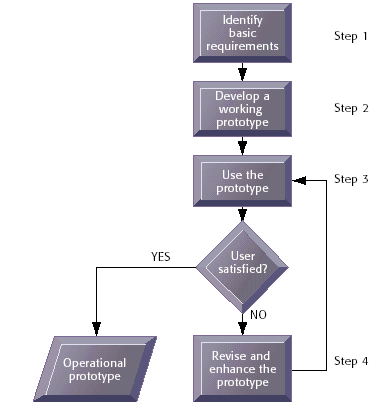 Identify
basic
requirements
Step 1
Develop a
working
prototype
Step 2
Use the
prototype
Step 3
User
satisfied?
YES
NO
Operational
prototype
Revise and
enhance the
prototype
Step 4